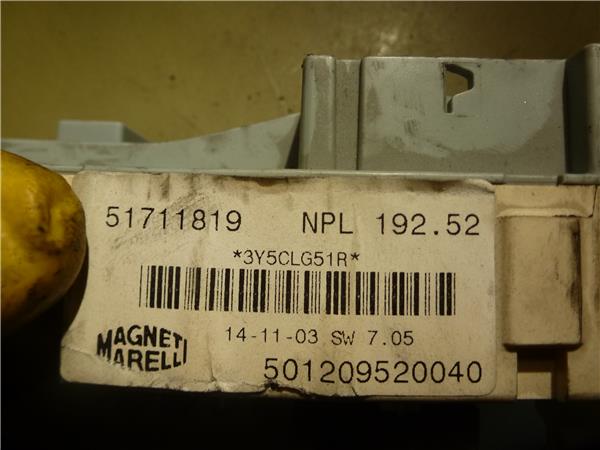 51711819 NPL 192.52
*3Y5CLG51R*
14-11-03 SW 7.05
MAGNETI
MARELLI
501209520040